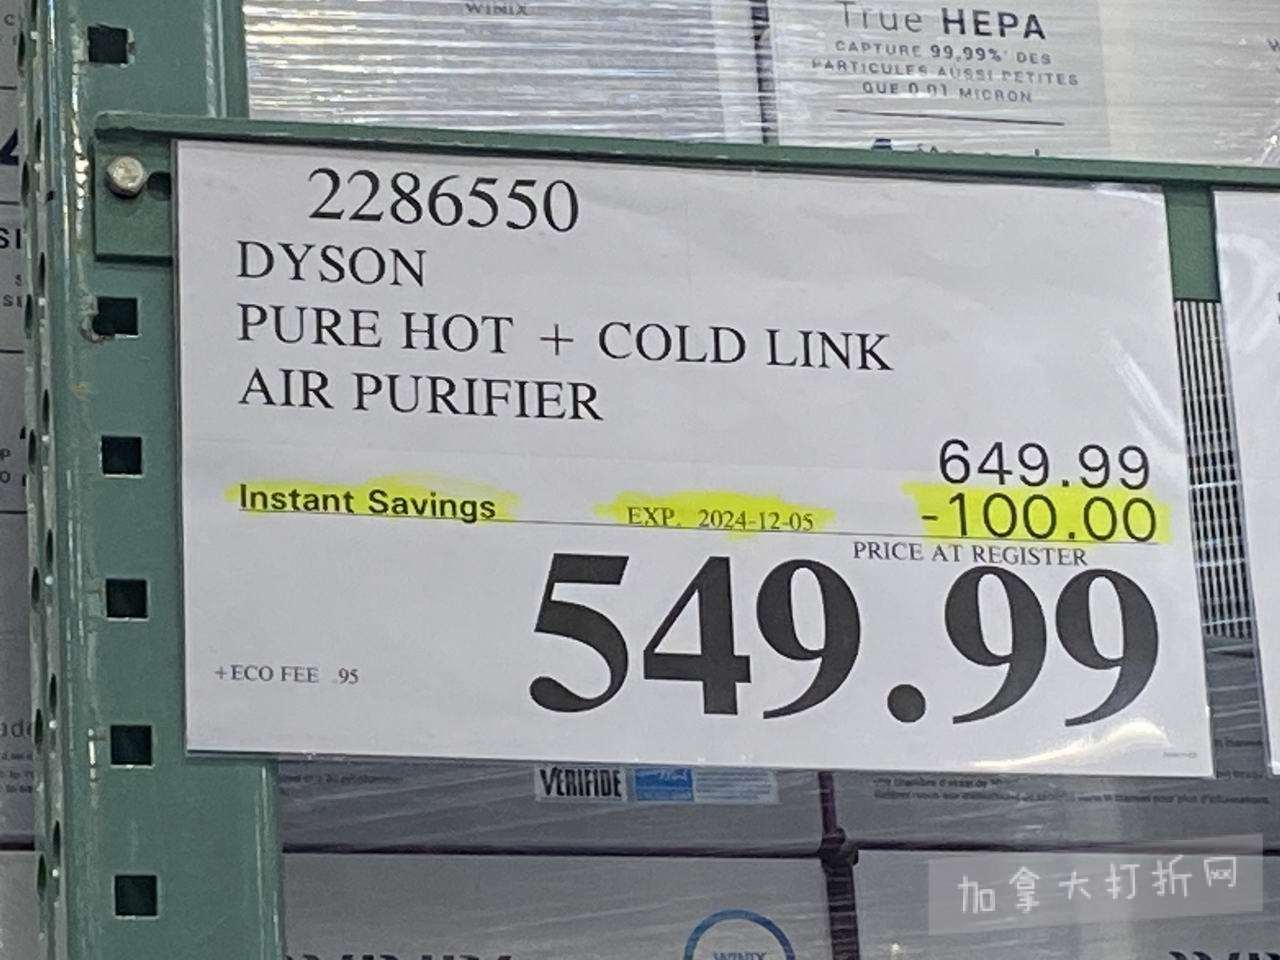 WINIX
True HEPA
CAPTURE 99,99% DES
PARTICULES AUSSI PETITES
QUE 0,01 MICRON
2286550
DYSON
PURE HOT + COLD LINK
AIR PURIFIER
649.99
Instant Savings EXP. 2024-12-05 -100.00
PRICE AT REGISTER
549.99
+ECO FEE .95
VERIFIDE
加拿大打折网
WINIX